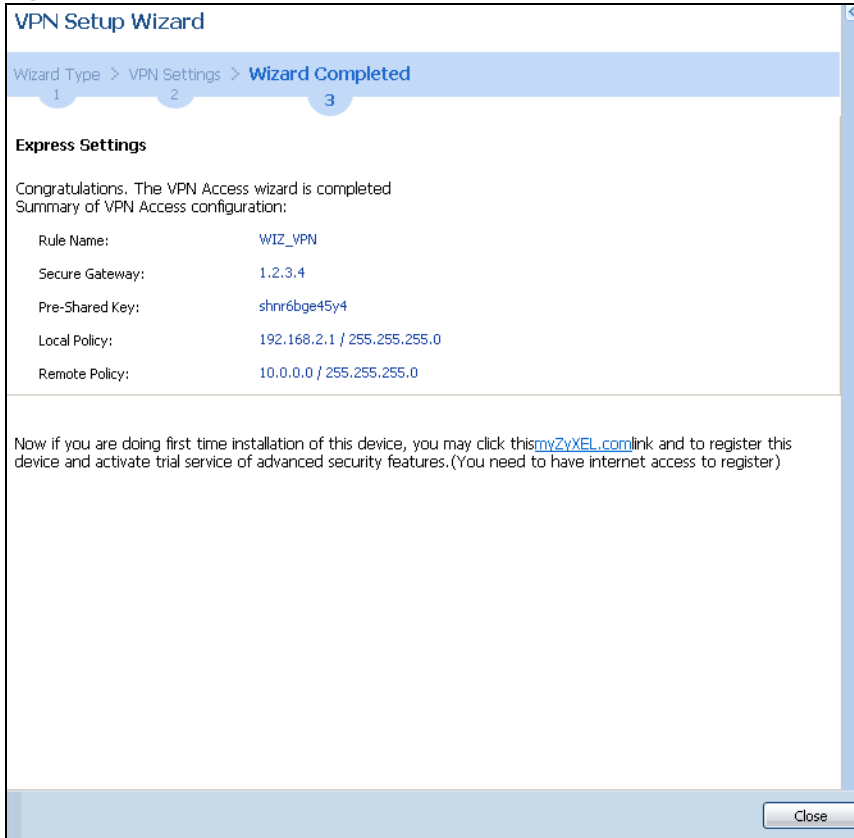 VPN Setup Wizard
Wizard Type > VPN Settings > Wizard Completed
1 2 3
Express Settings
Congratulations. The VPN Access wizard is completed
Summary of VPN Access configuration:
Rule Name: WIZ_VPN
Secure Gateway: 1.2.3.4
Pre-Shared Key: shnr6bge45y4
Local Policy: 192.168.2.1 / 255.255.255.0
Remote Policy: 10.0.0.0 / 255.255.255.0
Now if you are doing first time installation of this device, you may click thismyZyXEL.comlink and to register this
device and activate trial service of advanced security features.(You need to have internet access to register)
Close